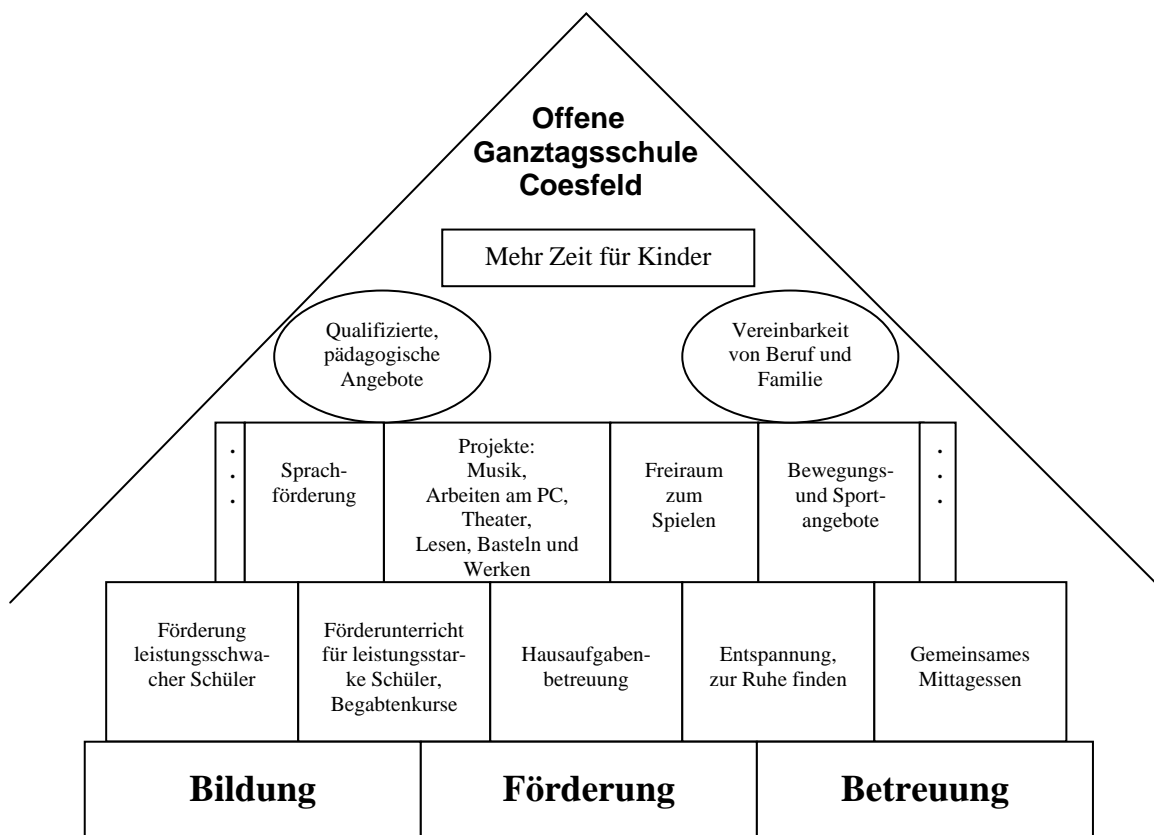 Offene
Ganztagsschule
Coesfeld
Mehr Zeit für Kinder
Qualifizierte,
pädagogische
Angebote
Vereinbarkeit
von Beruf und
Familie
.
.
.
Sprach-
förderung
Projekte:
Musik,
Arbeiten am PC,
Theater,
Lesen, Basteln und
Werken
Freiraum
zum
Spielen
Bewegungs-
und Sport-
angebote
.
.
.
Förderung
leistungsschwa-
cher Schüler
Förderunterricht
für leistungsstar-
ke Schüler,
Begabtenkurse
Hausaufgaben-
betreuung
Entspannung,
zur Ruhe finden
Gemeinsames
Mittagessen
Bildung
Förderung
Betreuung